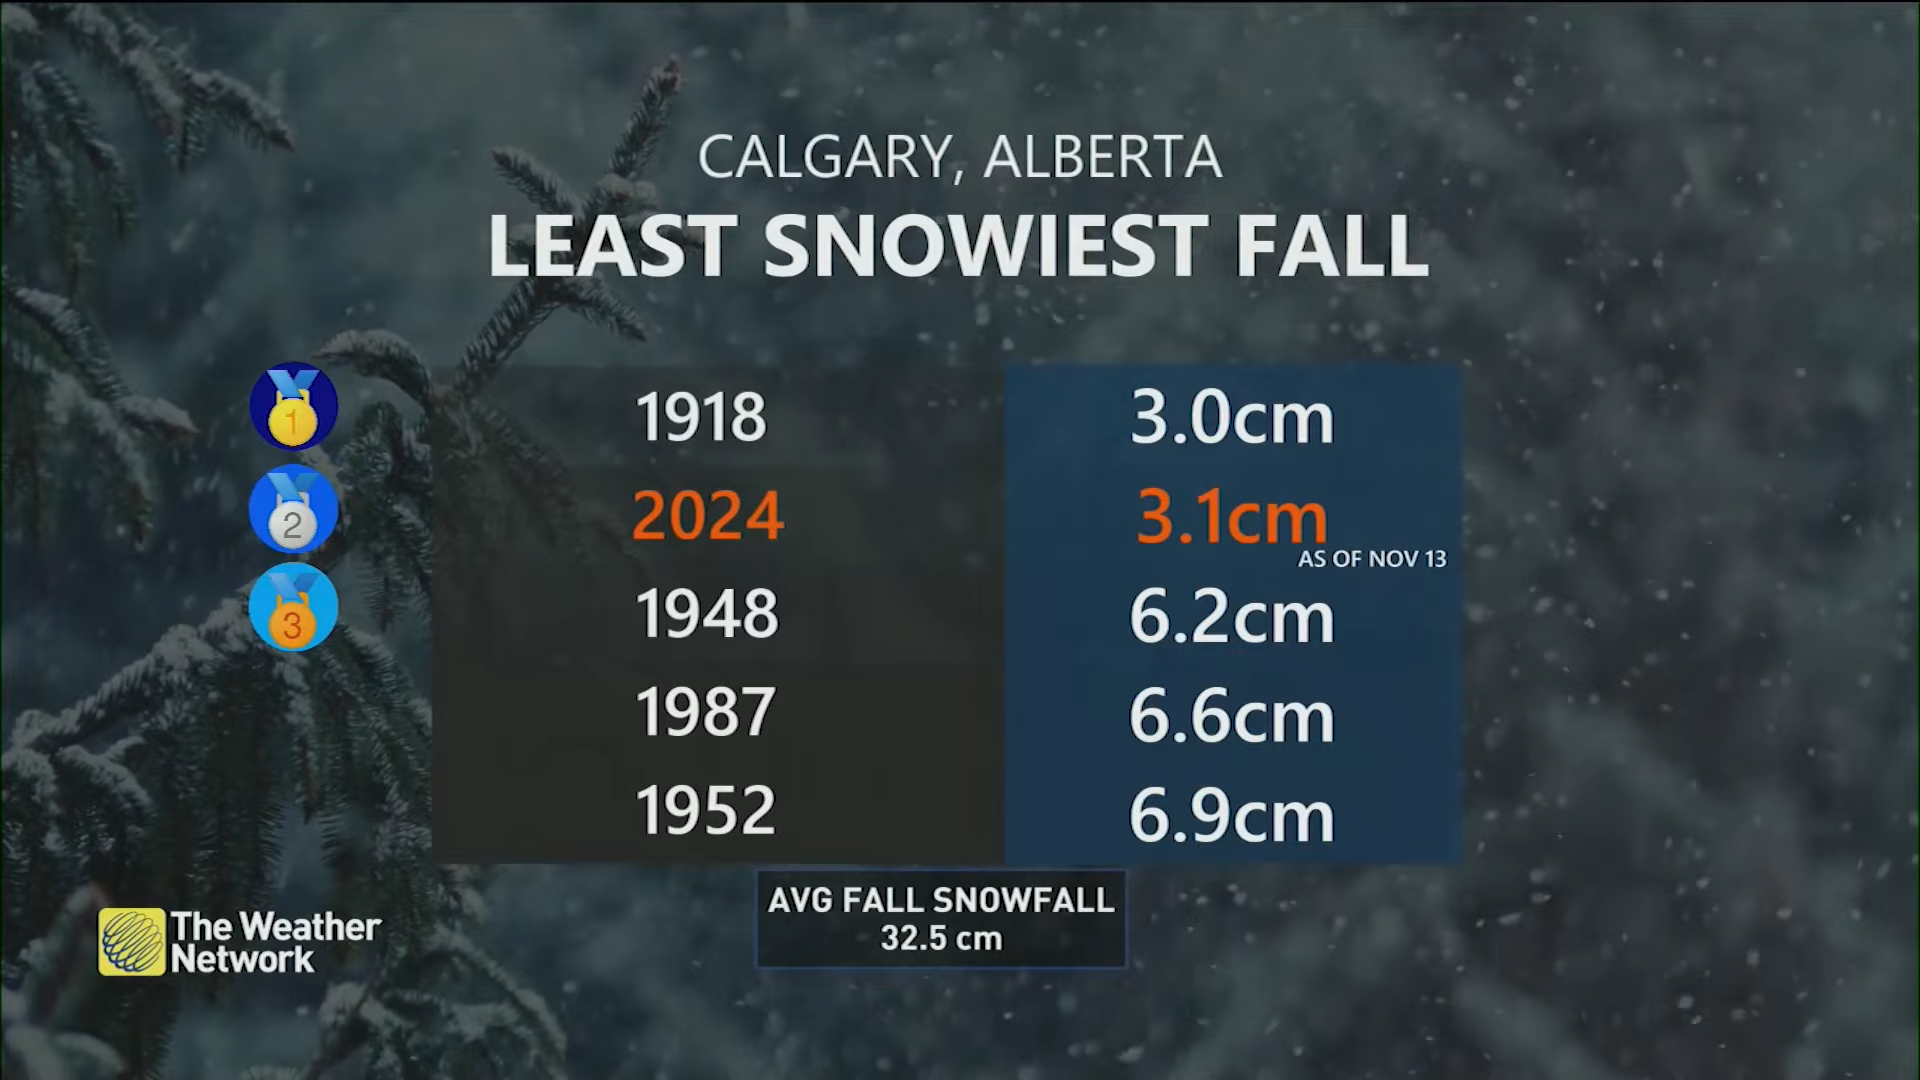 CALGARY, ALBERTA
LEAST SNOWIEST FALL
1 1918 3.0cm
2 2024 3.1cm
AS OF NOV 13
3 1948 6.2cm
1987 6.6cm
1952 6.9cm
AVG FALL SNOWFALL
32.5 cm
The Weather
Network